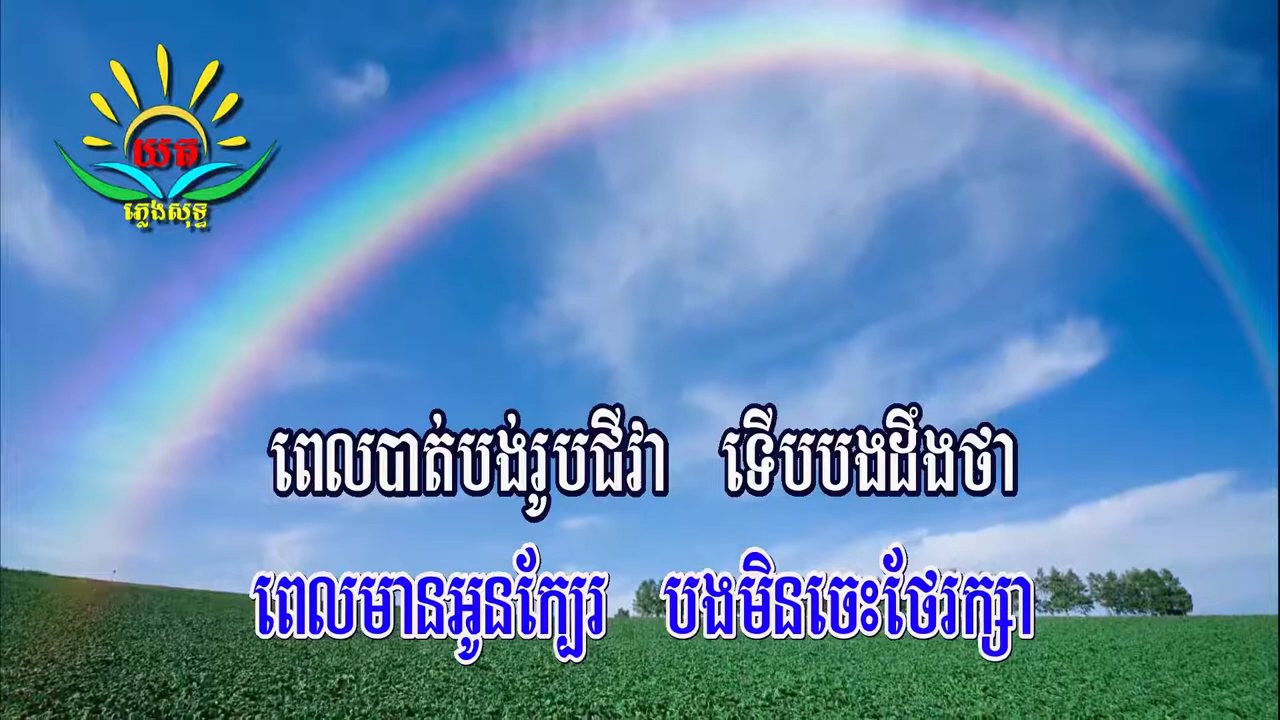 យត
ភ្លេងសុទ្ធ
ពេលបាត់បង់រូបជីវា ទើបបងដឹងថា
ពេលមានអូនក្បែរ បងមិនចេះថែរក្សា